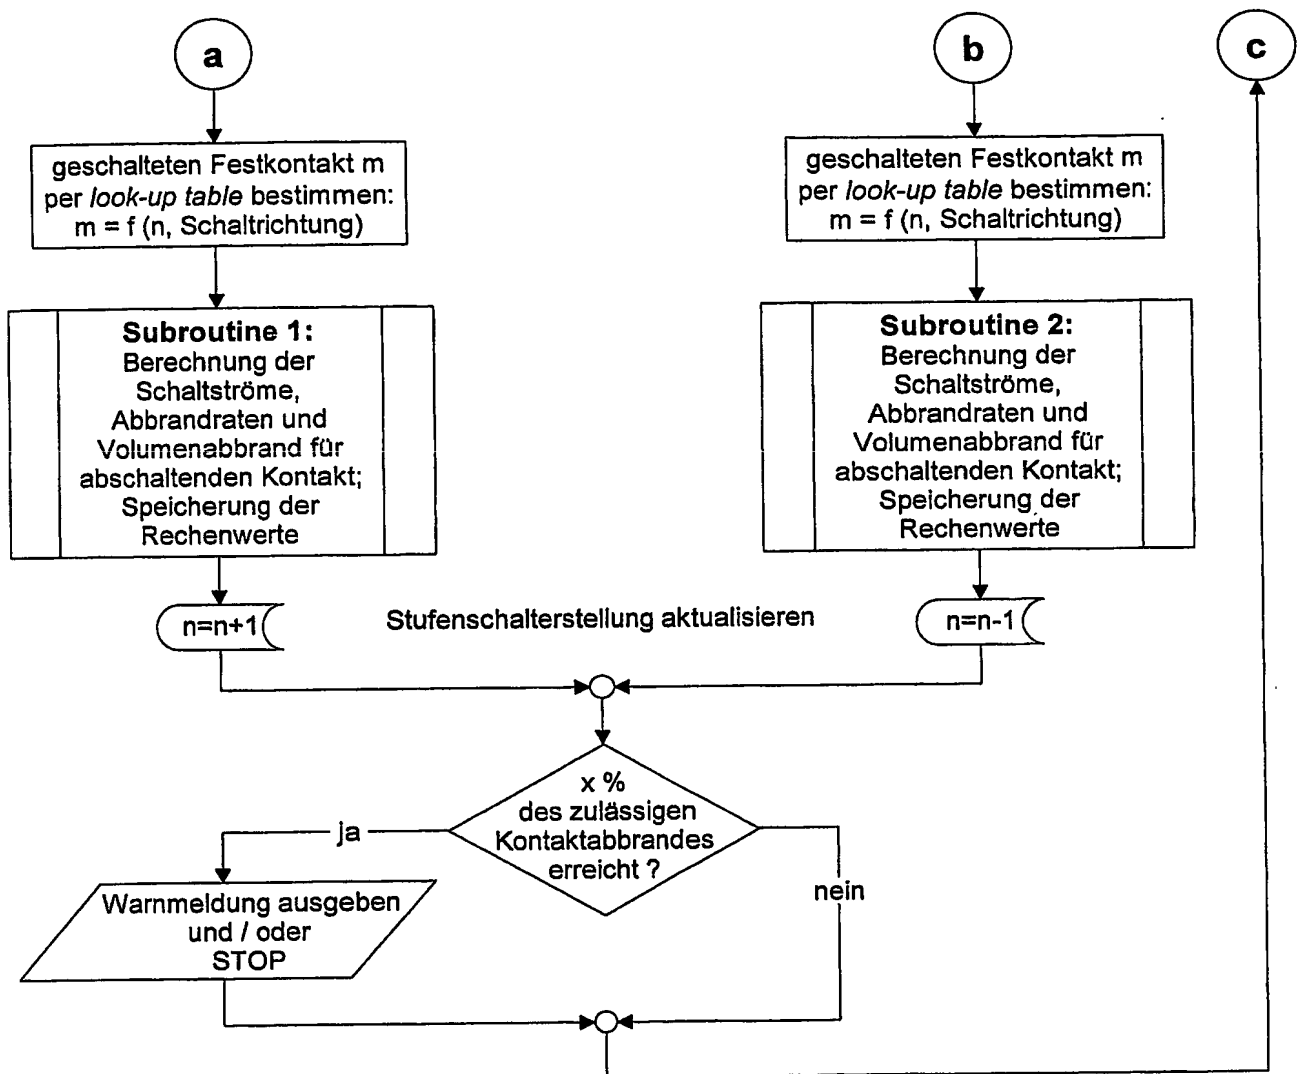 a
b
c
geschalteten Festkontakt m
per look-up table bestimmen:
m = f (n, Schaltrichtung)
geschalteten Festkontakt m
per look-up table bestimmen:
m = f (n, Schaltrichtung)
Subroutine 1:
Berechnung der
Schaltströme,
Abbrandraten und
Volumenabbrand für
abschaltenden Kontakt;
Speicherung der
Rechenwerte
Subroutine 2:
Berechnung der
Schaltströme,
Abbrandraten und
Volumenabbrand für
abschaltenden Kontakt;
Speicherung der
Rechenwerte
n=n+1
Stufenschalterstellung aktualisieren
n=n-1
x %
des zulässigen
Kontaktabbrandes
erreicht ?
ja
nein
Warnmeldung ausgeben
und / oder
STOP